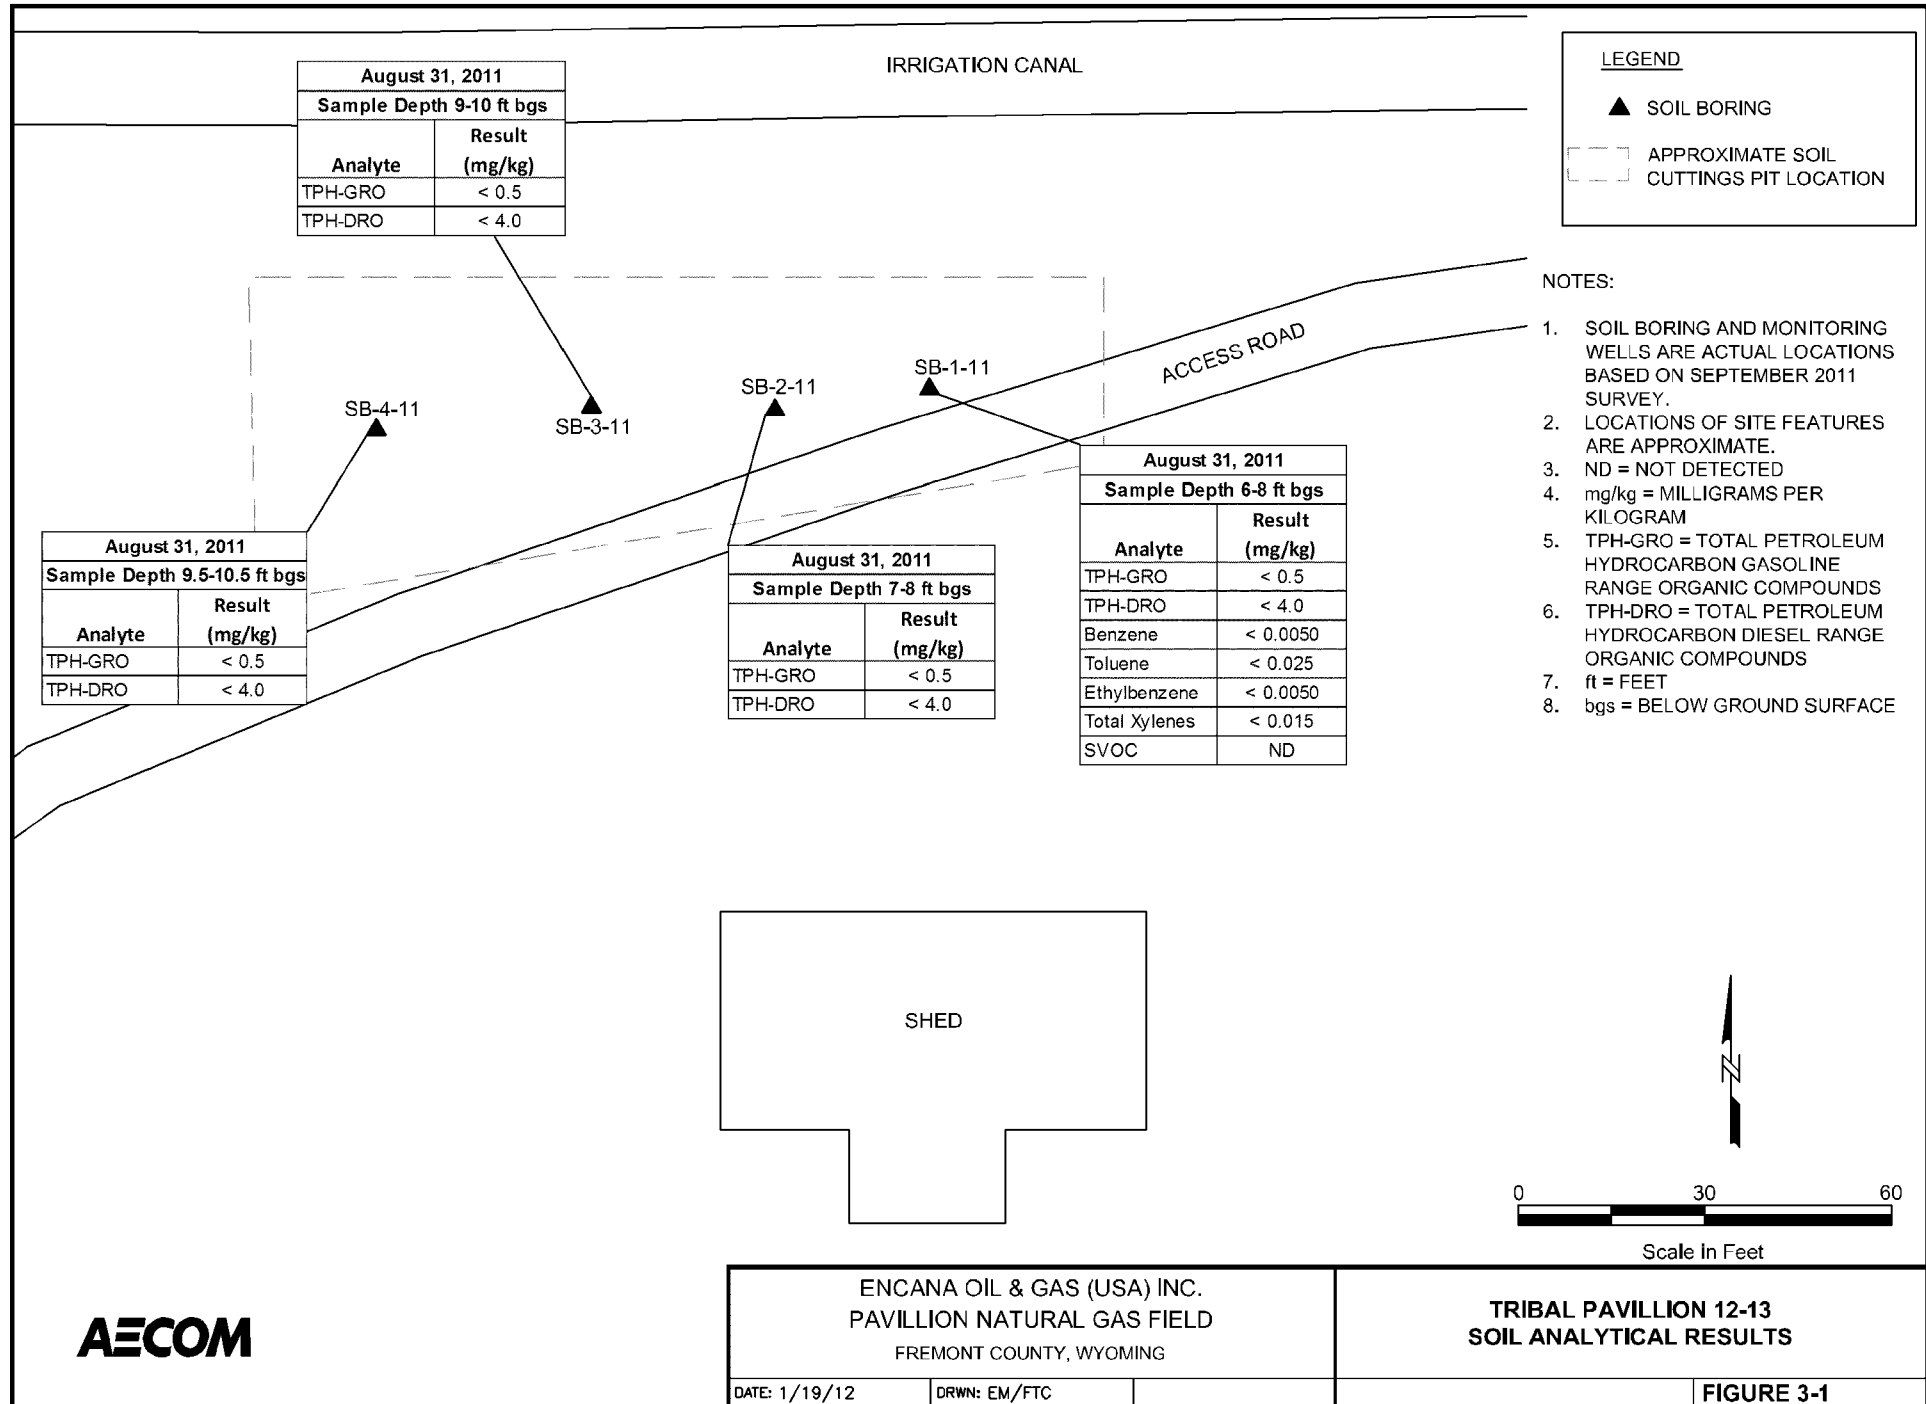 IRRIGATION CANAL
August 31, 2011
Sample Depth 9-10 ft bgs
Analyte Result (mg/kg)
TPH-GRO < 0.5
TPH-DRO < 4.0
LEGEND
SOIL BORING
APPROXIMATE SOIL
CUTTINGS PIT LOCATION
NOTES:
1. SOIL BORING AND MONITORING
WELLS ARE ACTUAL LOCATIONS
BASED ON SEPTEMBER 2011
SURVEY.
2. LOCATIONS OF SITE FEATURES
ARE APPROXIMATE.
3. ND = NOT DETECTED
4. mg/kg = MILLIGRAMS PER
KILOGRAM
5. TPH-GRO = TOTAL PETROLEUM
HYDROCARBON GASOLINE
RANGE ORGANIC COMPOUNDS
6. TPH-DRO = TOTAL PETROLEUM
HYDROCARBON DIESEL RANGE
ORGANIC COMPOUNDS
7. ft = FEET
8. bgs = BELOW GROUND SURFACE
ACCESS ROAD
SB-4-11
SB-3-11
SB-2-11
SB-1-11
August 31, 2011
Sample Depth 9.5-10.5 ft bgs
Analyte Result (mg/kg)
TPH-GRO < 0.5
TPH-DRO < 4.0
August 31, 2011
Sample Depth 7-8 ft bgs
Analyte Result (mg/kg)
TPH-GRO < 0.5
TPH-DRO < 4.0
August 31, 2011
Sample Depth 6-8 ft bgs
Analyte Result (mg/kg)
TPH-GRO < 0.5
TPH-DRO < 4.0
Benzene < 0.0050
Toluene < 0.025
Ethylbenzene < 0.0050
Total Xylenes < 0.015
SVOC ND
SHED
N
0 30 60
Scale in Feet
AECOM
ENCANA OIL & GAS (USA) INC.
PAVILLION NATURAL GAS FIELD
FREMONT COUNTY, WYOMING
DATE: 1/19/12 DRWN: EM/FTC
TRIBAL PAVILLION 12-13
SOIL ANALYTICAL RESULTS
FIGURE 3-1